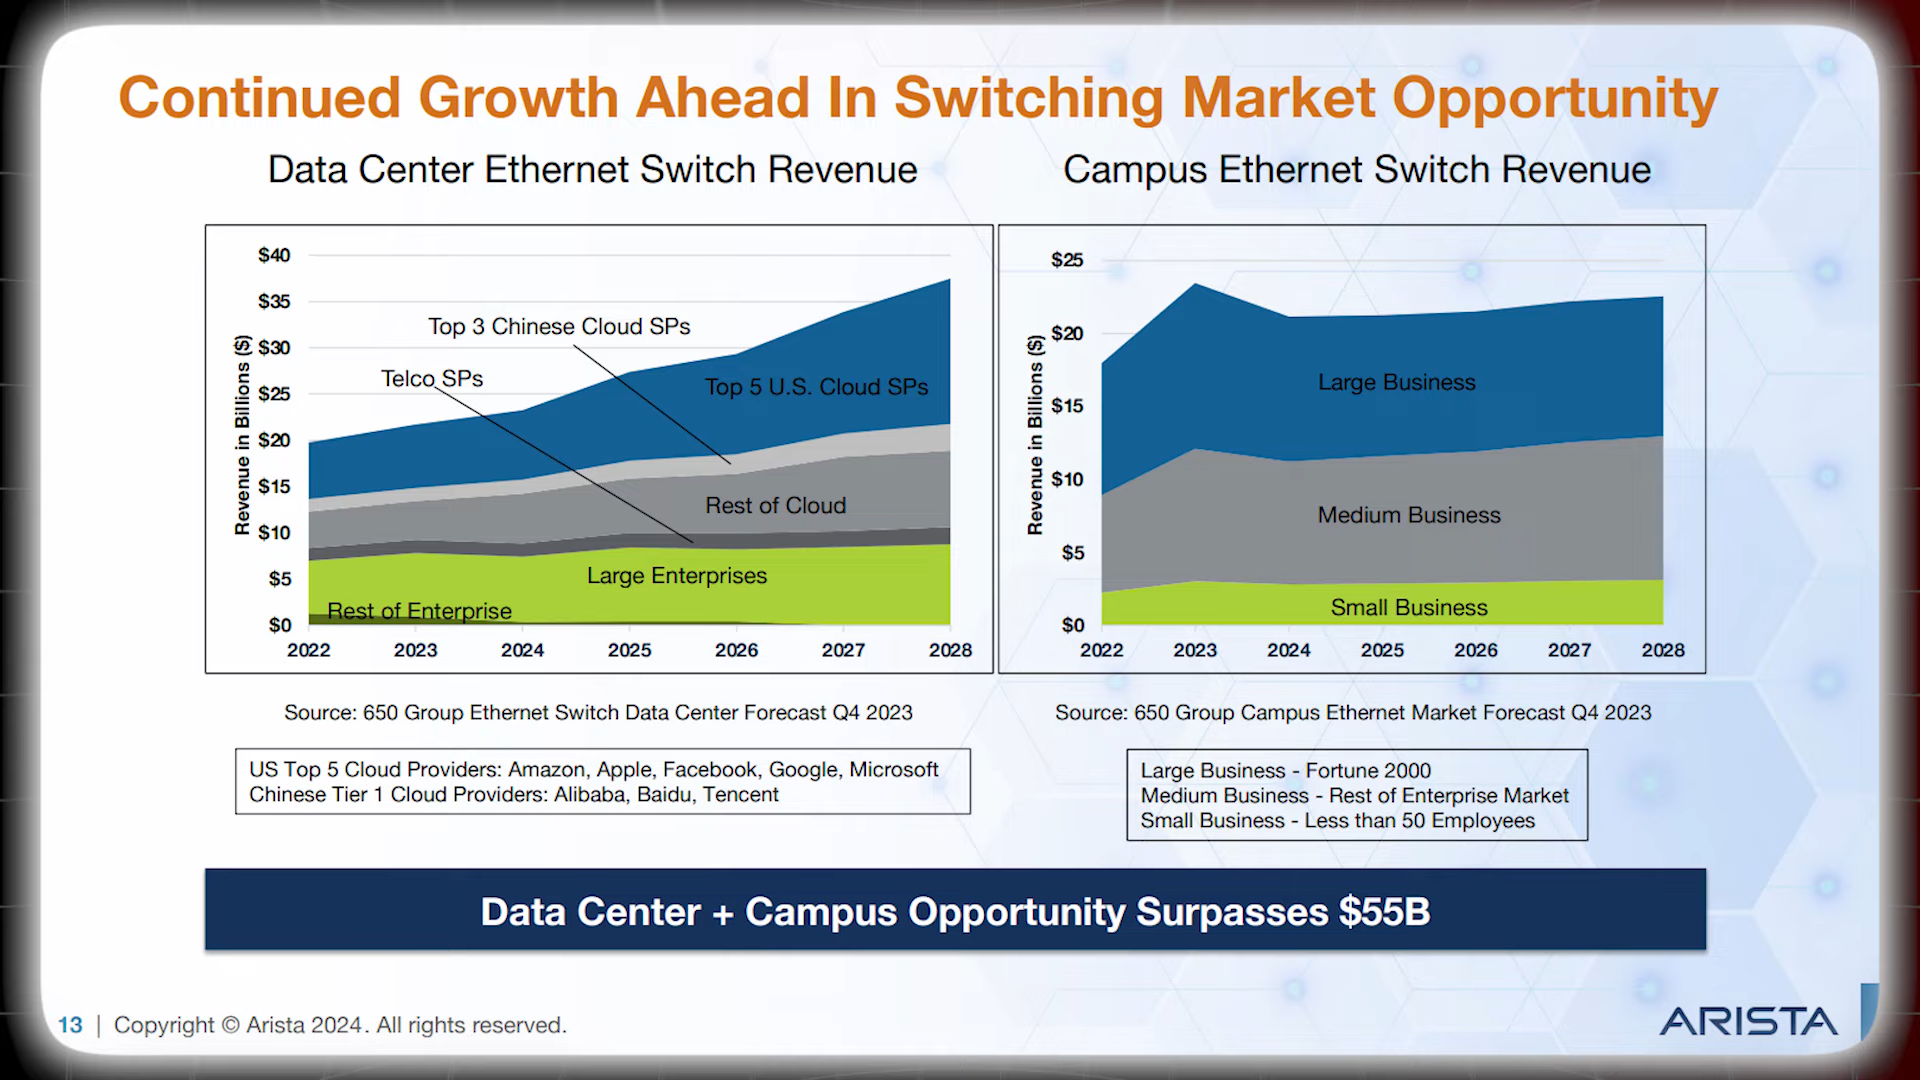 Continued Growth Ahead In Switching Market Opportunity
Data Center Ethernet Switch Revenue
Revenue in Billions ($)
$40
$35
$30
$25
$20
$15
$10
$5
$0
Top 3 Chinese Cloud SPs
Telco SPs
Top 5 U.S. Cloud SPs
Rest of Cloud
Large Enterprises
Rest of Enterprise
2022 2023 2024 2025 2026 2027 2028
Source: 650 Group Ethernet Switch Data Center Forecast Q4 2023
US Top 5 Cloud Providers: Amazon, Apple, Facebook, Google, Microsoft
Chinese Tier 1 Cloud Providers: Alibaba, Baidu, Tencent
Campus Ethernet Switch Revenue
Revenue in Billions ($)
$25
$20
$15
$10
$5
$0
Large Business
Medium Business
Small Business
2022 2023 2024 2025 2026 2027 2028
Source: 650 Group Campus Ethernet Market Forecast Q4 2023
Large Business - Fortune 2000
Medium Business - Rest of Enterprise Market
Small Business - Less than 50 Employees
Data Center + Campus Opportunity Surpasses $55B
13 | Copyright © Arista 2024. All rights reserved.
ARISTA